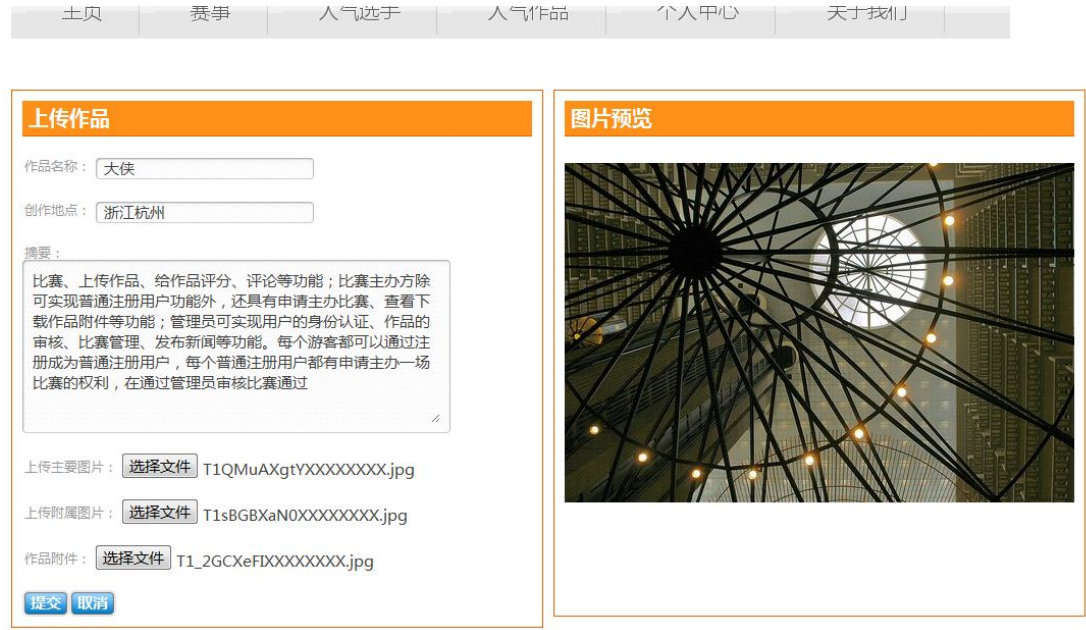 主页 赛事 人气选手 人气作品 个人中心 关于我们
上传作品
作品名称： 大侠
创作地点： 浙江杭州
摘要：
比赛、上传作品、给作品评分、评论等功能；比赛主办方除
可实现普通注册用户功能外，还具有申请主办比赛、查看下
载作品附件等功能；管理员可实现用户的身份认证、作品的
审核、比赛管理、发布新闻等功能。每个游客都可以通过注
册成为普通注册用户，每个普通注册用户都有申请主办一场
比赛的权利，在通过管理员审核比赛通过
上传主要图片： 选择文件 T1QMuAXgtYXXXXXXXX.jpg
上传附属图片： 选择文件 T1sBGBXaN0XXXXXXXX.jpg
作品附件： 选择文件 T1_2GCXeFIXXXXXXXX.jpg
提交 取消
图片预览